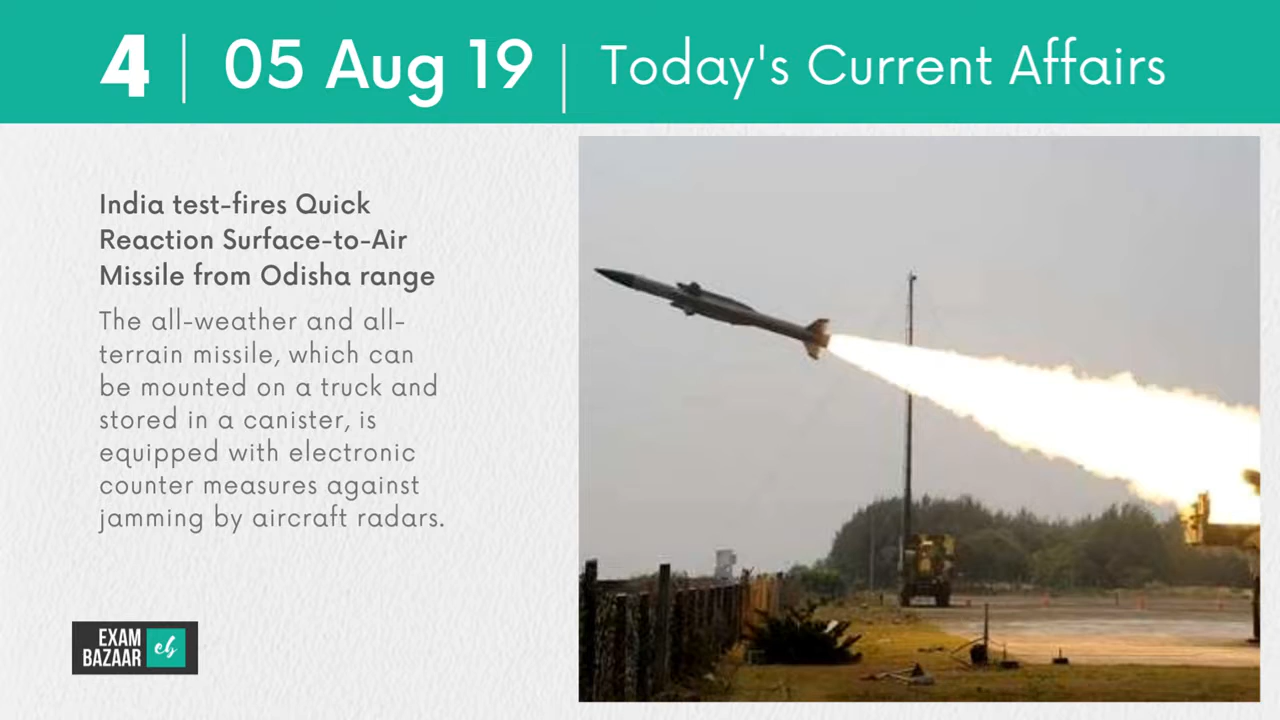 4 | 05 Aug 19 | Today's Current Affairs
India test-fires Quick
Reaction Surface-to-Air
Missile from Odisha range
The all-weather and all-
terrain missile, which can
be mounted on a truck and
stored in a canister, is
equipped with electronic
counter measures against
jamming by aircraft radars.
EXAM
BAZAAR eb